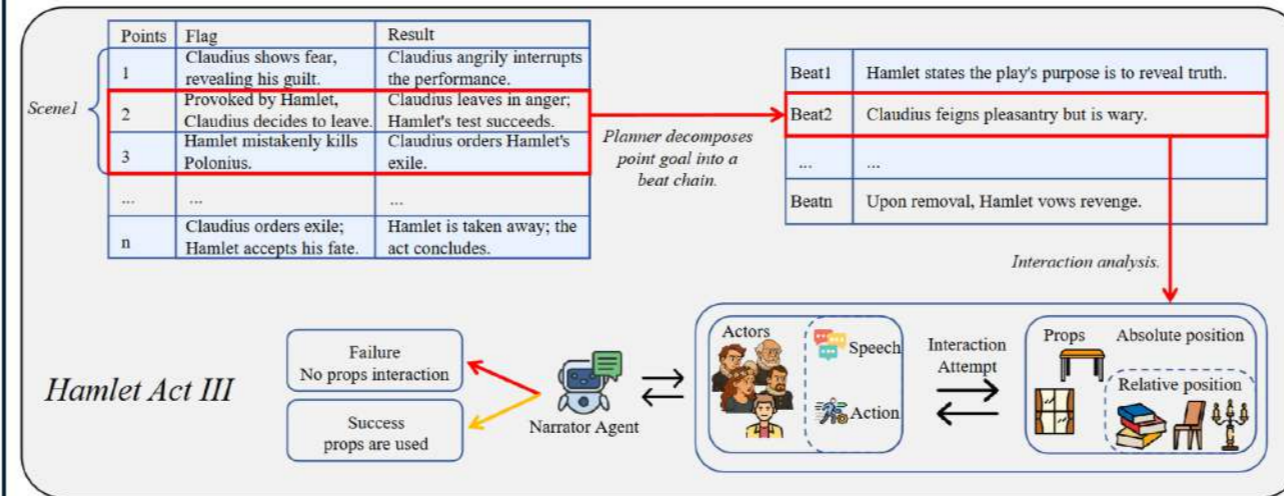 Points Flag Result
Scene1
1 Claudius shows fear, Claudius angrily interrupts
revealing his guilt. the performance.
2 Provoked by Hamlet, Claudius leaves in anger;
Claudius decides to leave. Hamlet's test succeeds.
3 Hamlet mistakenly kills Claudius orders Hamlet's
Polonius. exile.
... ... ...
n Claudius orders exile; Hamlet is taken away; the
Hamlet accepts his fate. act concludes.
Planner decomposes
point goal into a
beat chain.
Beat1 Hamlet states the play's purpose is to reveal truth.
Beat2 Claudius feigns pleasantry but is wary.
... ...
Beatn Upon removal, Hamlet vows revenge.
Interaction analysis.
Hamlet Act III
Failure
No props interaction
Success
props are used
Narrator Agent
Actors
Speech
Action
Interaction
Attempt
Props Absolute position
Relative position